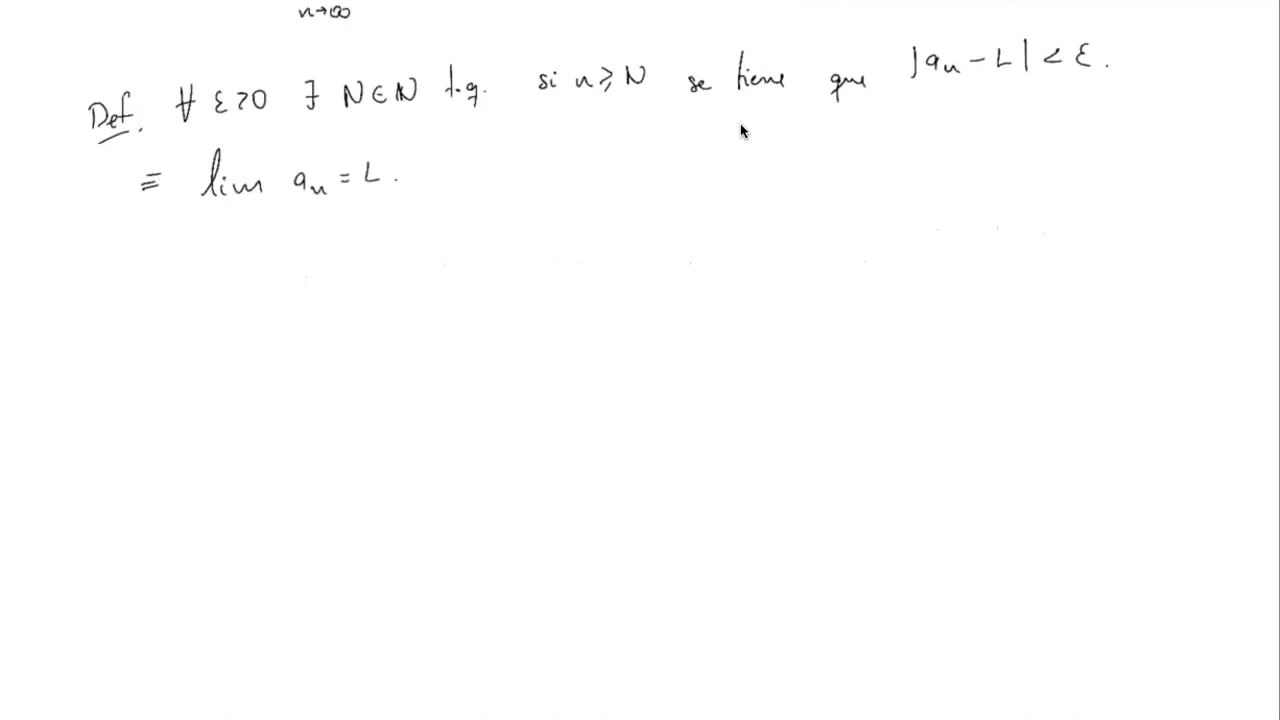 n→∞
Def. ∀ ε>0 ∃ N∈ℕ t.q. si n⩾N se tiene que |aₙ - L| < ε.
≡ lim aₙ = L.